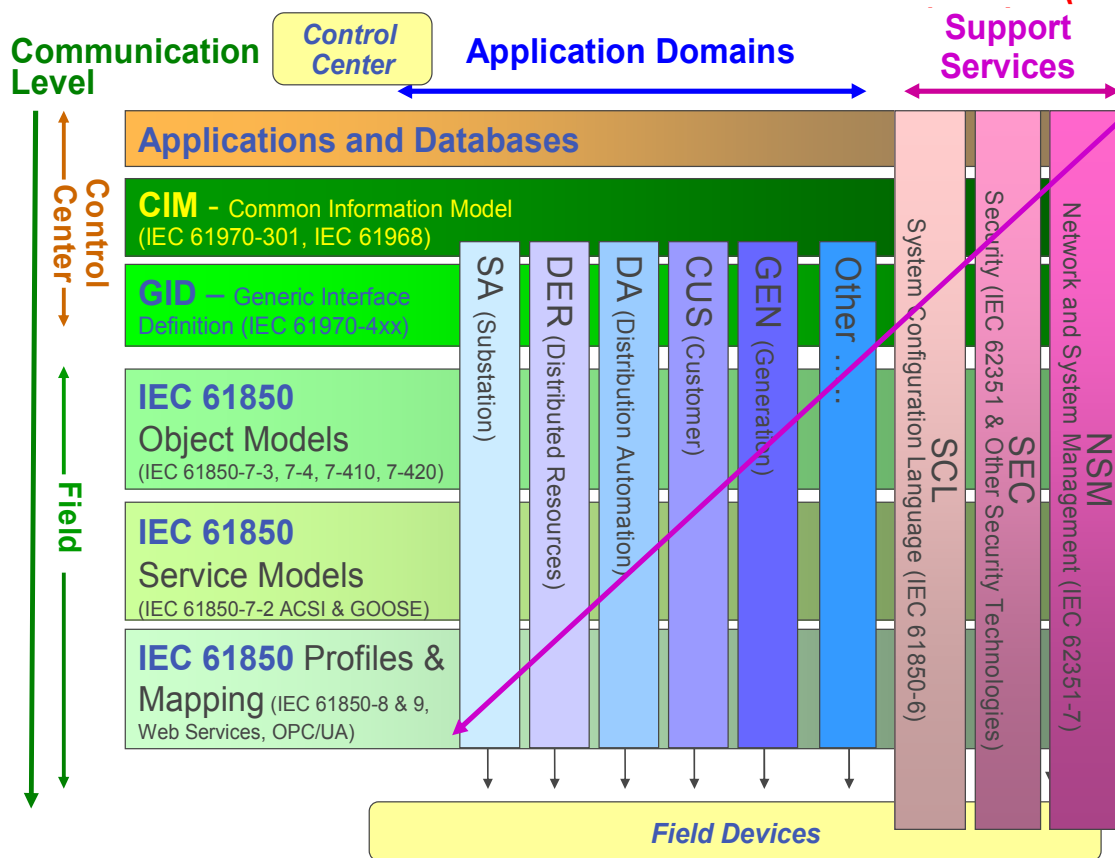 Communication
Level
Control
Center
Application Domains
Support
Services
Control
Center
Field
Applications and Databases
CIM - Common Information Model
(IEC 61970-301, IEC 61968)
GID – Generic Interface
Definition (IEC 61970-4xx)
IEC 61850
Object Models
(IEC 61850-7-3, 7-4, 7-410, 7-420)
IEC 61850
Service Models
(IEC 61850-7-2 ACSI & GOOSE)
IEC 61850 Profiles &
Mapping (IEC 61850-8 & 9,
Web Services, OPC/UA)
SA (Substation)
DER (Distributed Resources)
DA (Distribution Automation)
CUS (Customer)
GEN (Generation)
Other ......
SCL
System Configuration Language (IEC 61850-6)
SEC
Security (IEC 62351 & Other Security Technologies)
NSM
Network and System Management (IEC 62351-7)
Field Devices